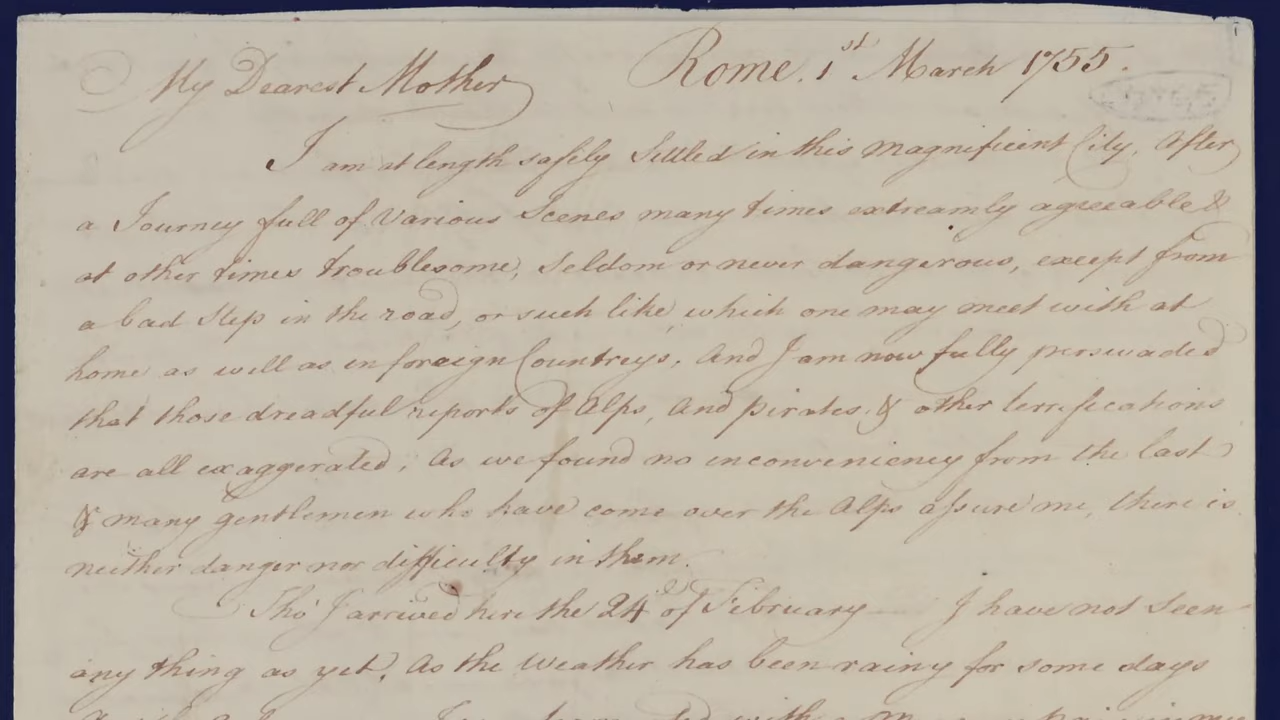 Rome. 1st March 1755.
My Dearest Mother
I am at length safely Settled in this Magnificent City, After
a Journey full of Various Scenes many times extreamly agreeable &
at other times troublesome, Seldom or never dangerous, except from
a bad Step in the road, or such like, which one may meet with at
home as well as in foreign Countreys, And I am now fully perswaded
that those dreadful reports of Alps, And pirates & other terrifications
are all exaggerated; As we found no inconveniency from the last
& many gentlemen who have come over the Alps assure me, there is
neither danger nor difficulty in them.
Tho' I arrived here the 24 of February I have not Seen
any thing as yet, As the Weather has been rainy for some days